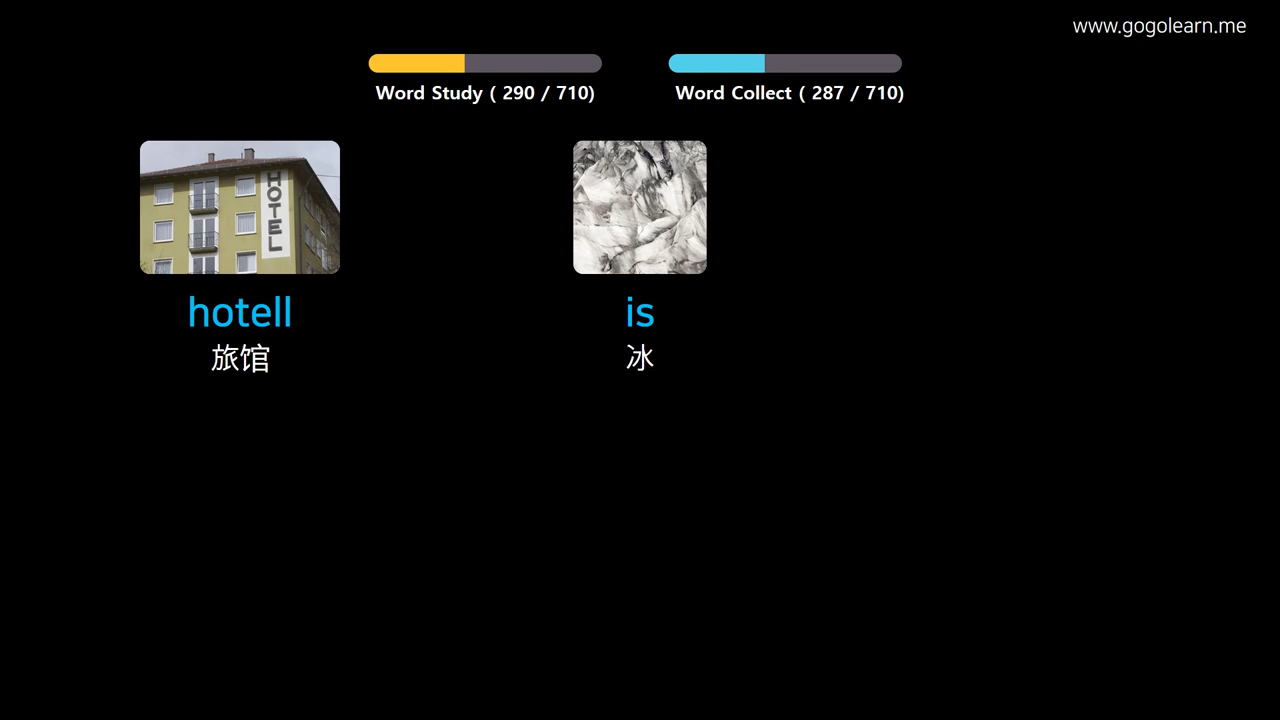 www.gogolearn.me
Word Study ( 290 / 710)
Word Collect ( 287 / 710)
HOTEL
hotell
is
旅馆
冰